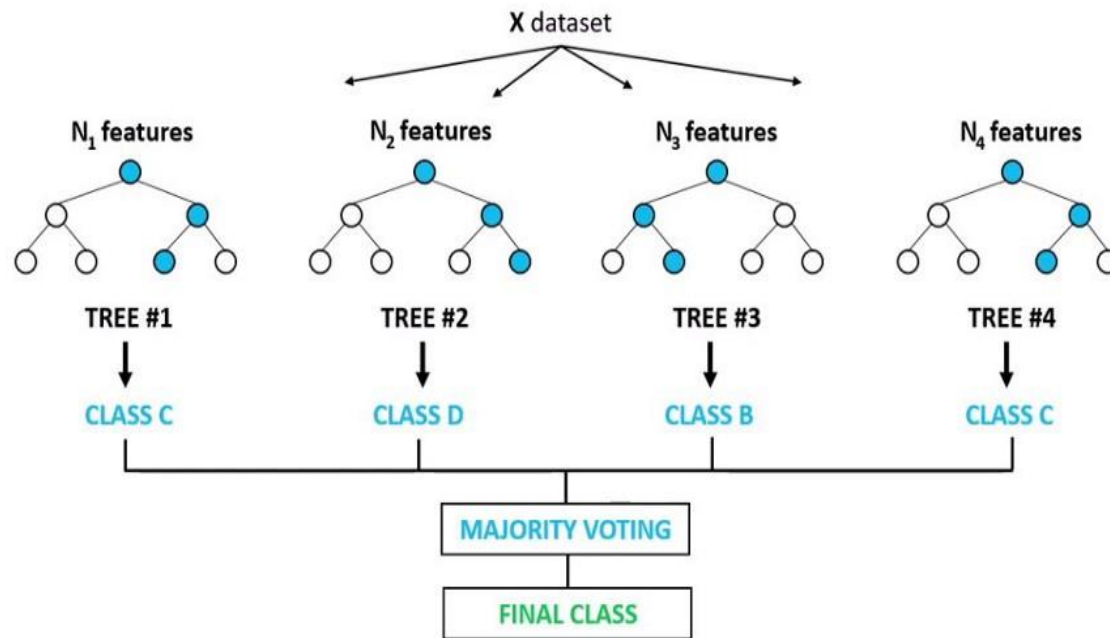 X dataset
N₁ features
N₂ features
N₃ features
N₄ features
TREE #1
TREE #2
TREE #3
TREE #4
CLASS C
CLASS D
CLASS B
CLASS C
MAJORITY VOTING
FINAL CLASS